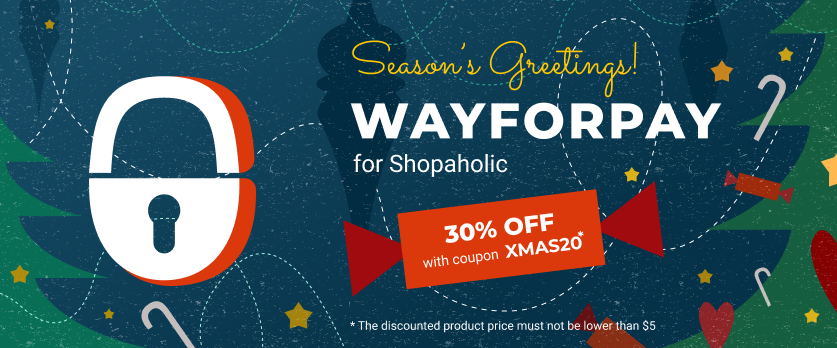 Season's Greetings!
WAYFORPAY
for Shopaholic
30% OFF
with coupon XMAS20*
* The discounted product price must not be lower than $5